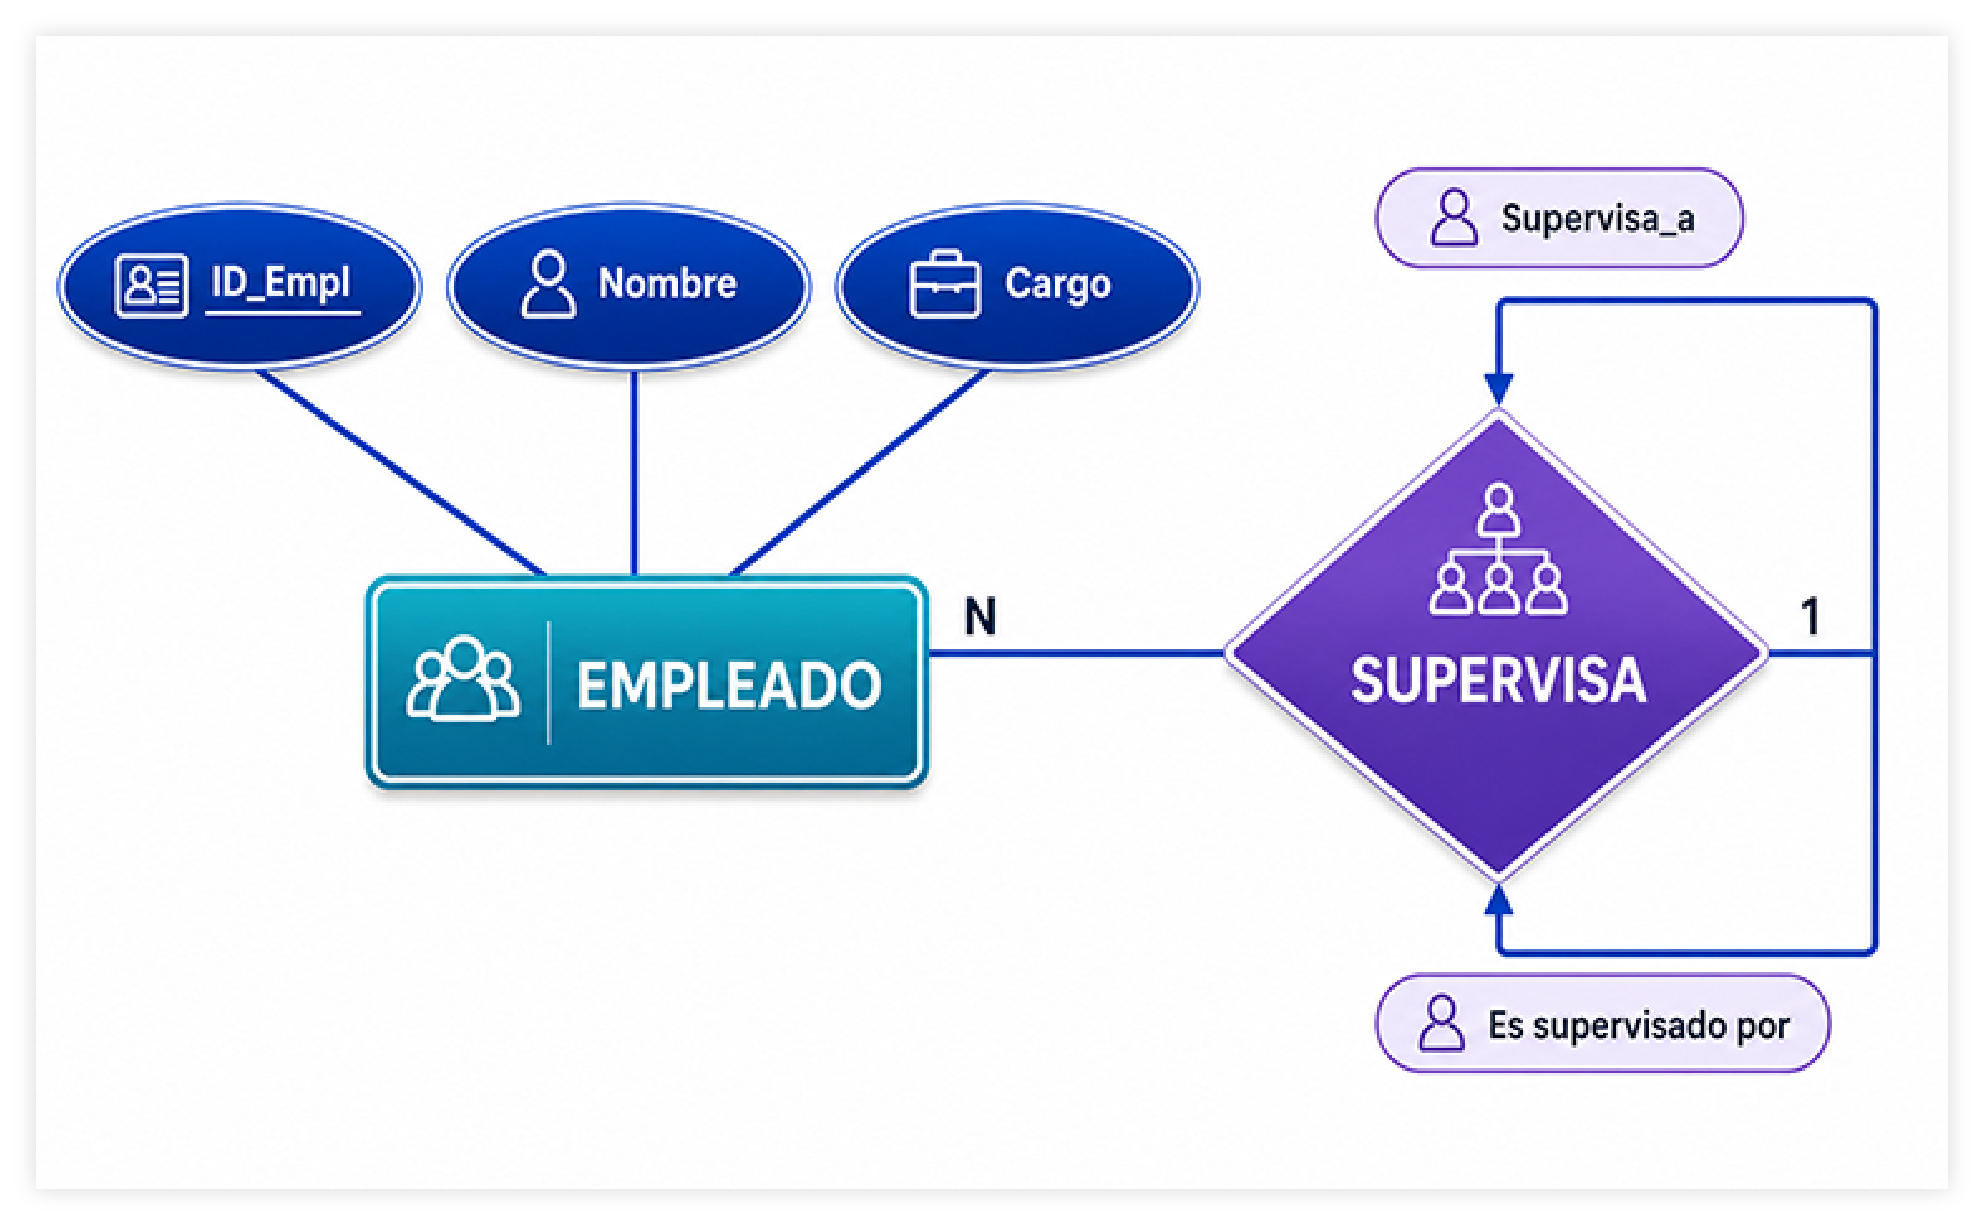 Supervisa_a
ID_Empl
Nombre
Cargo
N
1
EMPLEADO
SUPERVISA
Es supervisado por